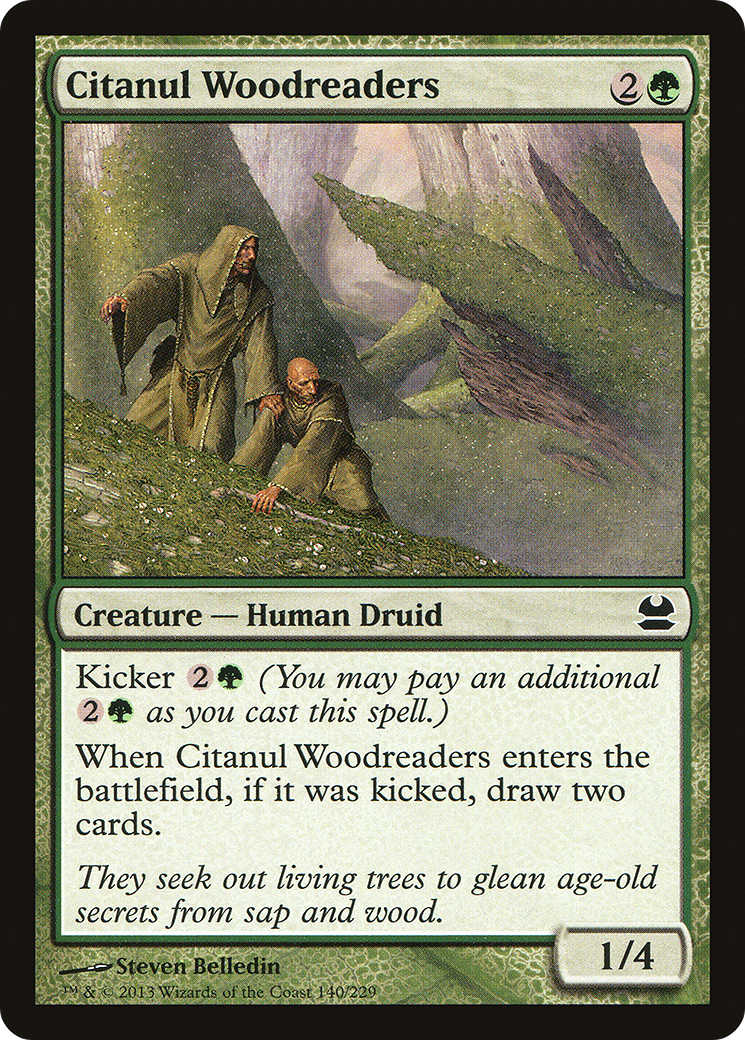 Citanul Woodreaders 2
Creature — Human Druid
Kicker 2 (You may pay an additional
2 as you cast this spell.)
When Citanul Woodreaders enters the
battlefield, if it was kicked, draw two
cards.
They seek out living trees to glean age-old
secrets from sap and wood.
1/4
Steven Belledin
™ & © 2013 Wizards of the Coast 140/229